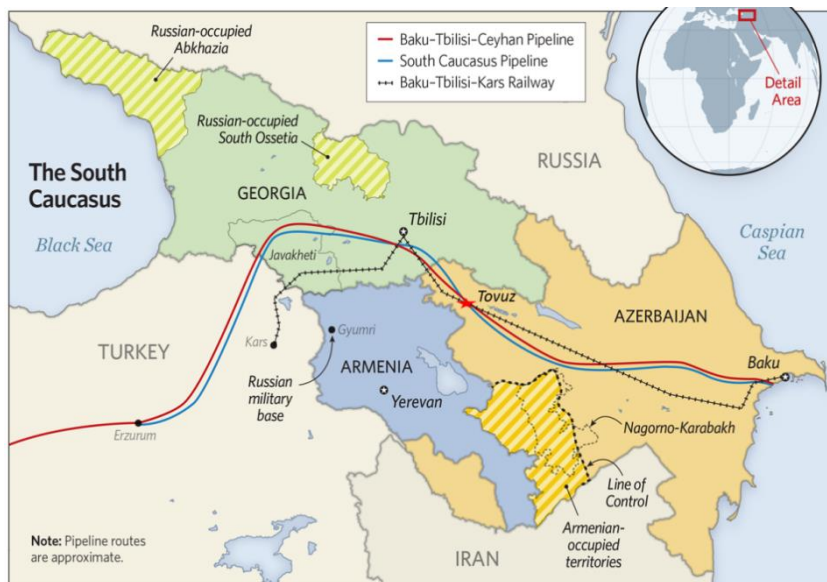 Russian-occupied
Abkhazia
Baku–Tbilisi–Ceyhan Pipeline
South Caucasus Pipeline
Baku–Tbilisi–Kars Railway
Detail
Area
Russian-occupied
South Ossetia
The South
Caucasus
RUSSIA
GEORGIA
Tbilisi
Black Sea
Caspian
Sea
Javakheti
Tovuz
AZERBAIJAN
Kars
Gyumri
TURKEY
ARMENIA
Baku
Russian
military
base
Yerevan
Nagorno-Karabakh
Erzurum
Line of
Control
Armenian-
occupied
territories
Note: Pipeline routes
are approximate.
IRAN